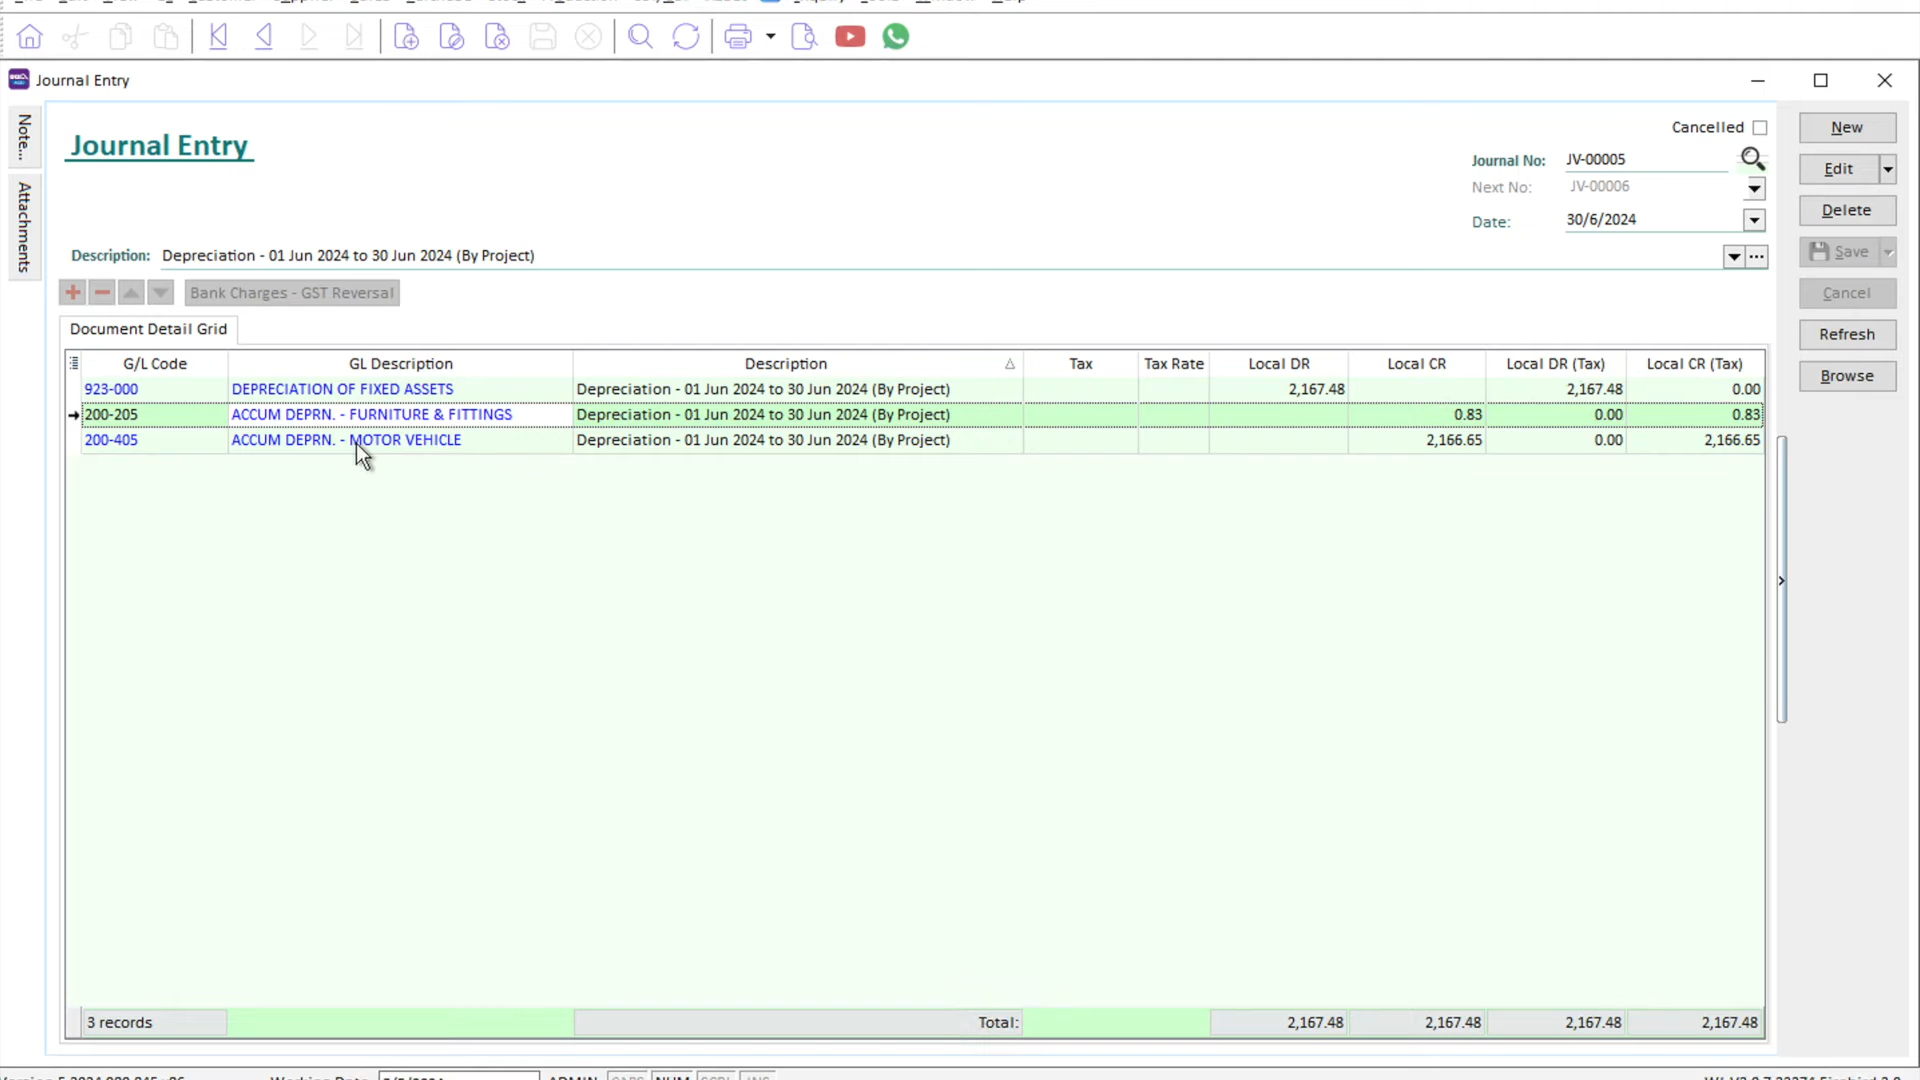 Journal Entry
Note...
Attachments
Journal Entry
Cancelled
Journal No: JV-00005
Next No: JV-00006
Date: 30/6/2024
Description: Depreciation - 01 Jun 2024 to 30 Jun 2024 (By Project)
Bank Charges - GST Reversal
Document Detail Grid
G/L Code GL Description Description Tax Tax Rate Local DR Local CR Local DR (Tax) Local CR (Tax)
923-000 DEPRECIATION OF FIXED ASSETS Depreciation - 01 Jun 2024 to 30 Jun 2024 (By Project) 2,167.48 2,167.48 0.00
200-205 ACCUM DEPRN. - FURNITURE & FITTINGS Depreciation - 01 Jun 2024 to 30 Jun 2024 (By Project) 0.83 0.00 0.83
200-405 ACCUM DEPRN. - MOTOR VEHICLE Depreciation - 01 Jun 2024 to 30 Jun 2024 (By Project) 2,166.65 0.00 2,166.65
3 records Total: 2,167.48 2,167.48 2,167.48 2,167.48
New
Edit
Delete
Save
Cancel
Refresh
Browse